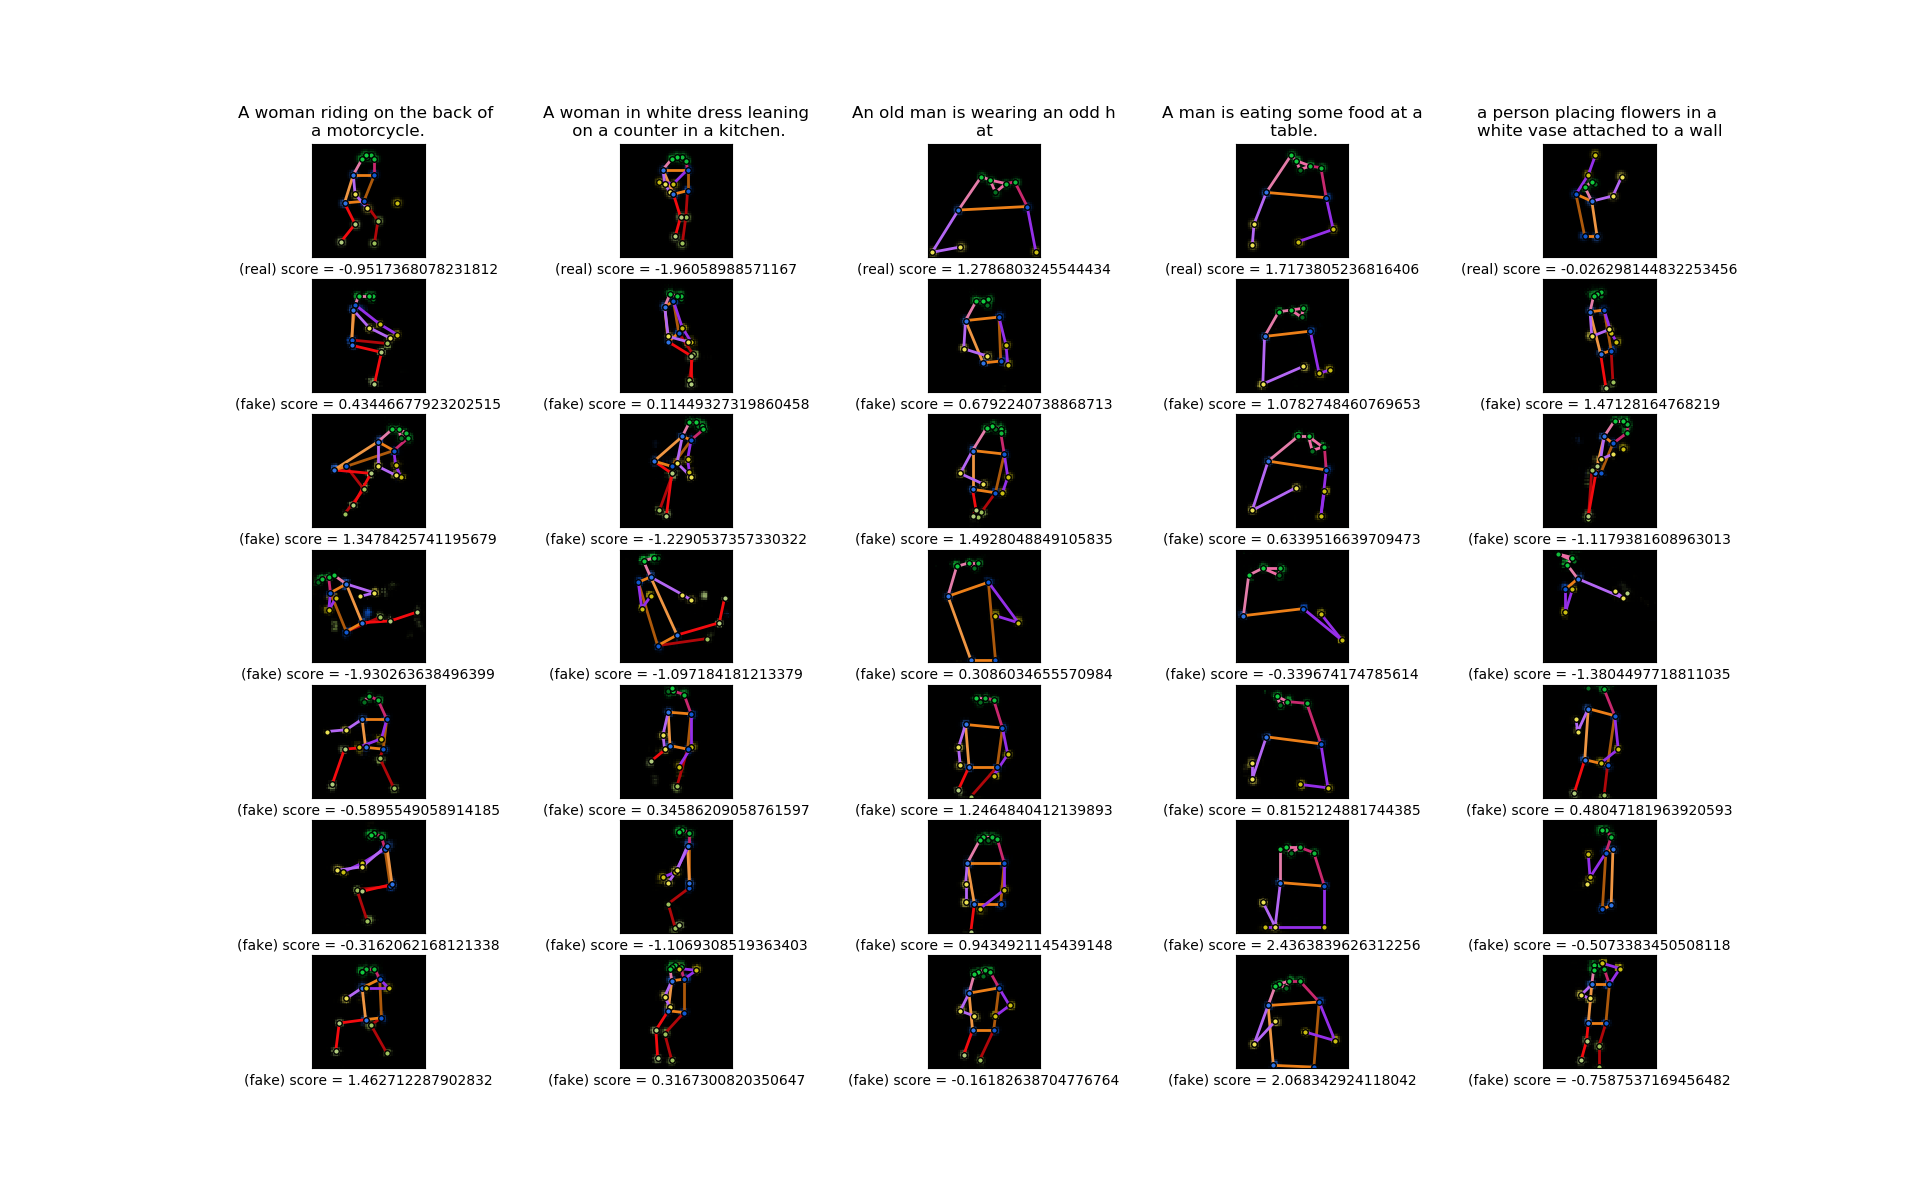 A woman riding on the back of
a motorcycle.
A woman in white dress leaning
on a counter in a kitchen.
An old man is wearing an odd h
at
A man is eating some food at a
table.
a person placing flowers in a
white vase attached to a wall
(real) score = -0.9517368078231812
(real) score = -1.96058988571167
(real) score = 1.2786803245544434
(real) score = 1.7173805236816406
(real) score = -0.026298144832253456
(fake) score = 0.43446677923202515
(fake) score = 0.11449327319860458
(fake) score = 0.6792240738868713
(fake) score = 1.0782748460769653
(fake) score = 1.47128164768219
(fake) score = 1.3478425741195679
(fake) score = -1.2290537357330322
(fake) score = 1.4928048849105835
(fake) score = 0.6339516639709473
(fake) score = -1.1179381608963013
(fake) score = -1.930263638496399
(fake) score = -1.097184181213379
(fake) score = 0.3086034655570984
(fake) score = -0.339674174785614
(fake) score = -1.3804497718811035
(fake) score = -0.5895549058914185
(fake) score = 0.34586209058761597
(fake) score = 1.2464840412139893
(fake) score = 0.8152124881744385
(fake) score = 0.48047181963920593
(fake) score = -0.3162062168121338
(fake) score = -1.1069308519363403
(fake) score = 0.9434921145439148
(fake) score = 2.4363839626312256
(fake) score = -0.5073383450508118
(fake) score = 1.462712287902832
(fake) score = 0.3167300820350647
(fake) score = -0.16182638704776764
(fake) score = 2.068342924118042
(fake) score = -0.7587537169456482